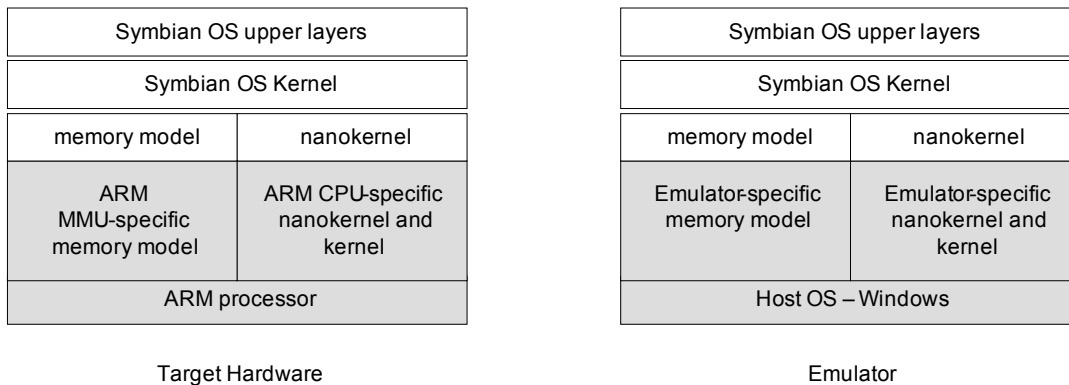 Symbian OS upper layers
Symbian OS Kernel
memory model
nanokernel
ARM
MMU-specific
memory model
ARM CPU-specific
nanokernel and
kernel
ARM processor
Target Hardware
Symbian OS upper layers
Symbian OS Kernel
memory model
nanokernel
Emulator-specific
memory model
Emulator-specific
nanokernel and
kernel
Host OS – Windows
Emulator